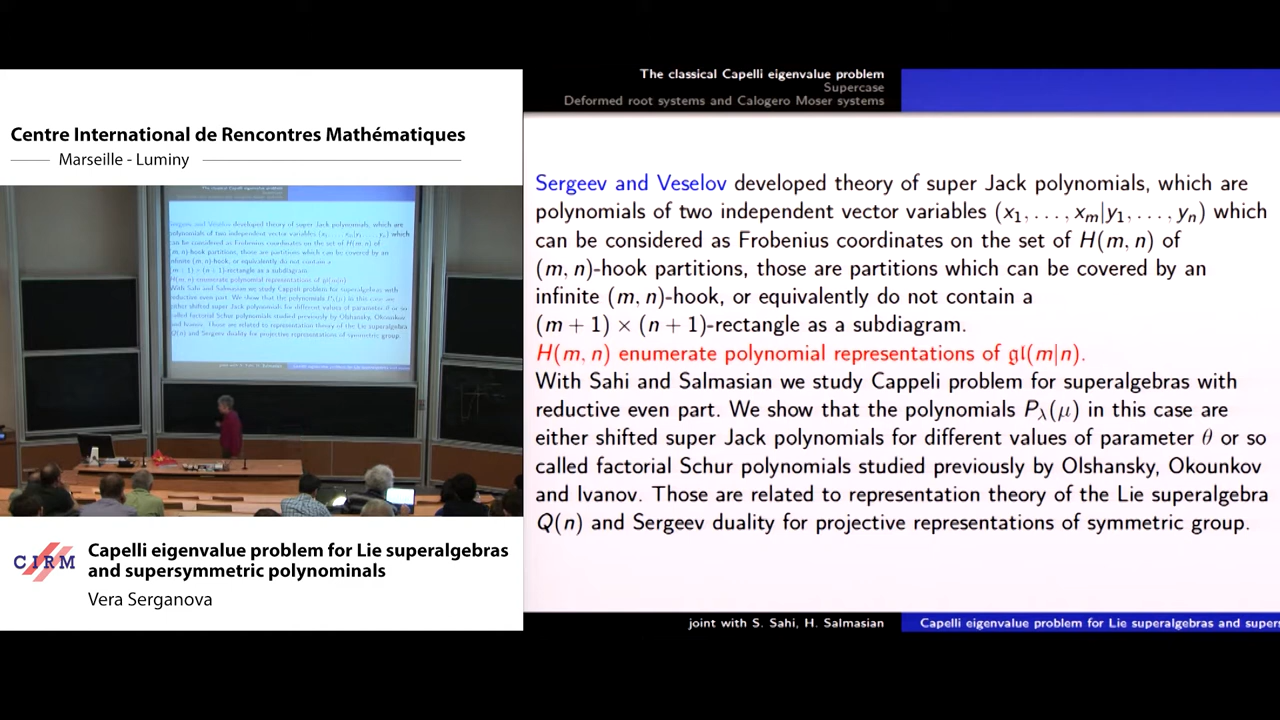 Centre International de Rencontres Mathématiques
Marseille - Luminy
CIRM
Capelli eigenvalue problem for Lie superalgebras
and supersymmetric polynominals
Vera Serganova
The classical Capelli eigenvalue problem
Supercase
Deformed root systems and Calogero Moser systems
Sergeev and Veselov developed theory of super Jack polynomials, which are
polynomials of two independent vector variables (x₁, . . . , xₘ|y₁, . . . , yₙ) which
can be considered as Frobenius coordinates on the set of H(m, n) of
(m, n)-hook partitions, those are partitions which can be covered by an
infinite (m, n)-hook, or equivalently do not contain a
(m + 1) × (n + 1)-rectangle as a subdiagram.
H(m, n) enumerate polynomial representations of 𝔤𝔩(m|n).
With Sahi and Salmasian we study Cappeli problem for superalgebras with
reductive even part. We show that the polynomials P_λ(μ) in this case are
either shifted super Jack polynomials for different values of parameter θ or so
called factorial Schur polynomials studied previously by Olshansky, Okounkov
and Ivanov. Those are related to representation theory of the Lie superalgebra
Q(n) and Sergeev duality for projective representations of symmetric group.
joint with S. Sahi, H. Salmasian
Capelli eigenvalue problem for Lie superalgebras and supers